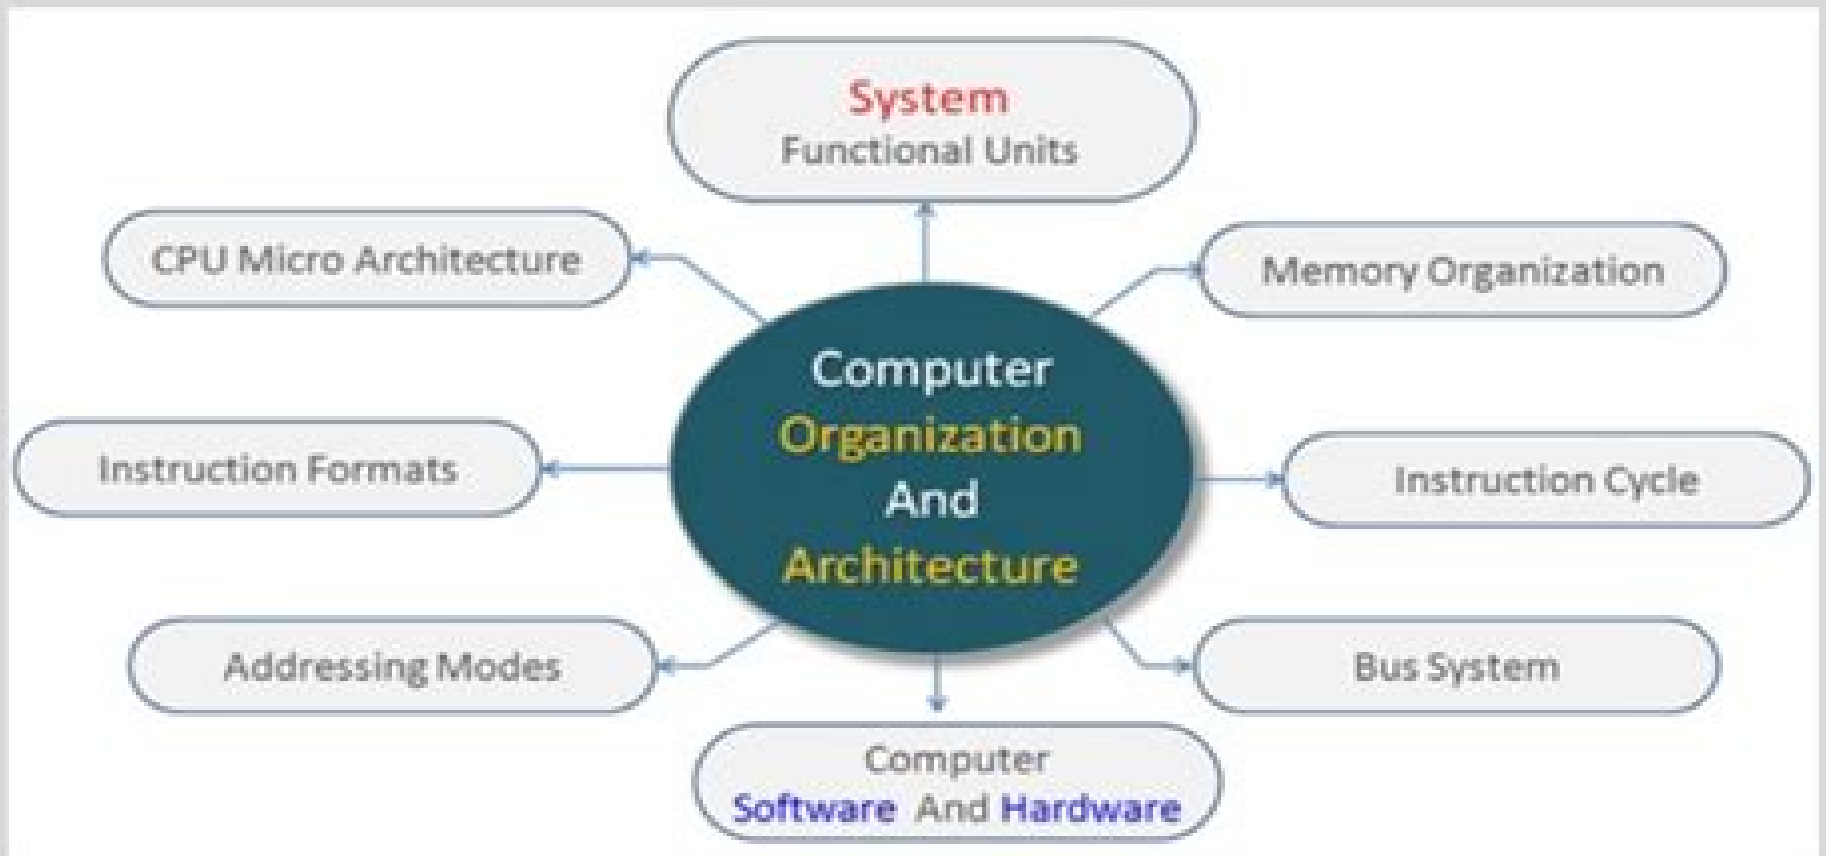 System
Functional Units
CPU Micro Architecture
Memory Organization
Computer
Organization
And
Architecture
Instruction Formats
Instruction Cycle
Addressing Modes
Bus System
Computer
Software And Hardware